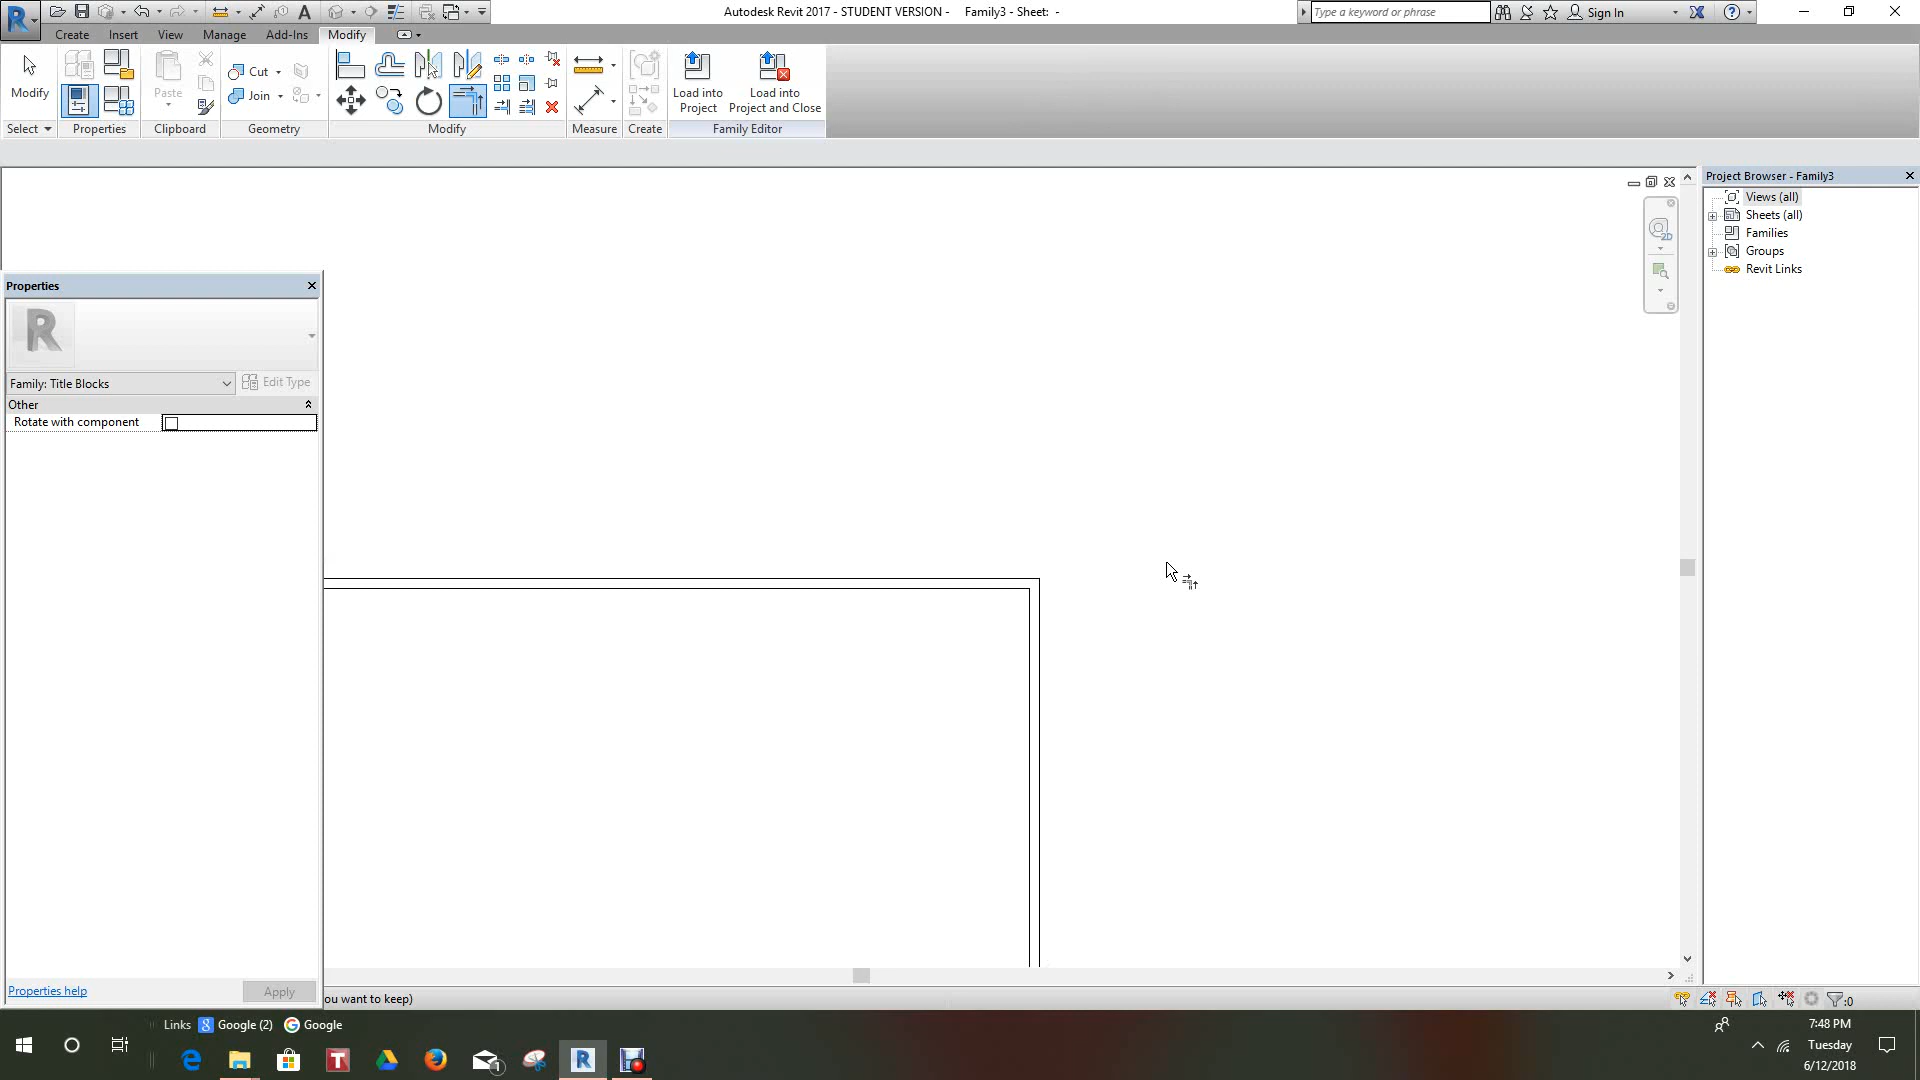 Autodesk Revit 2017 - STUDENT VERSION - Family3 - Sheet: -
Type a keyword or phrase
Sign In
Create Insert View Manage Add-Ins Modify
Modify
Paste
Cut
Join
Load into Project
Load into Project and Close
Select Properties Clipboard Geometry Modify Measure Create Family Editor
Project Browser - Family3
Views (all)
Sheets (all)
Families
Groups
Revit Links
2D
Properties
R
Family: Title Blocks
Edit Type
Other
Rotate with component
Properties help
Apply
ou want to keep)
:0
Links Google (2) Google
7:48 PM
Tuesday
6/12/2018